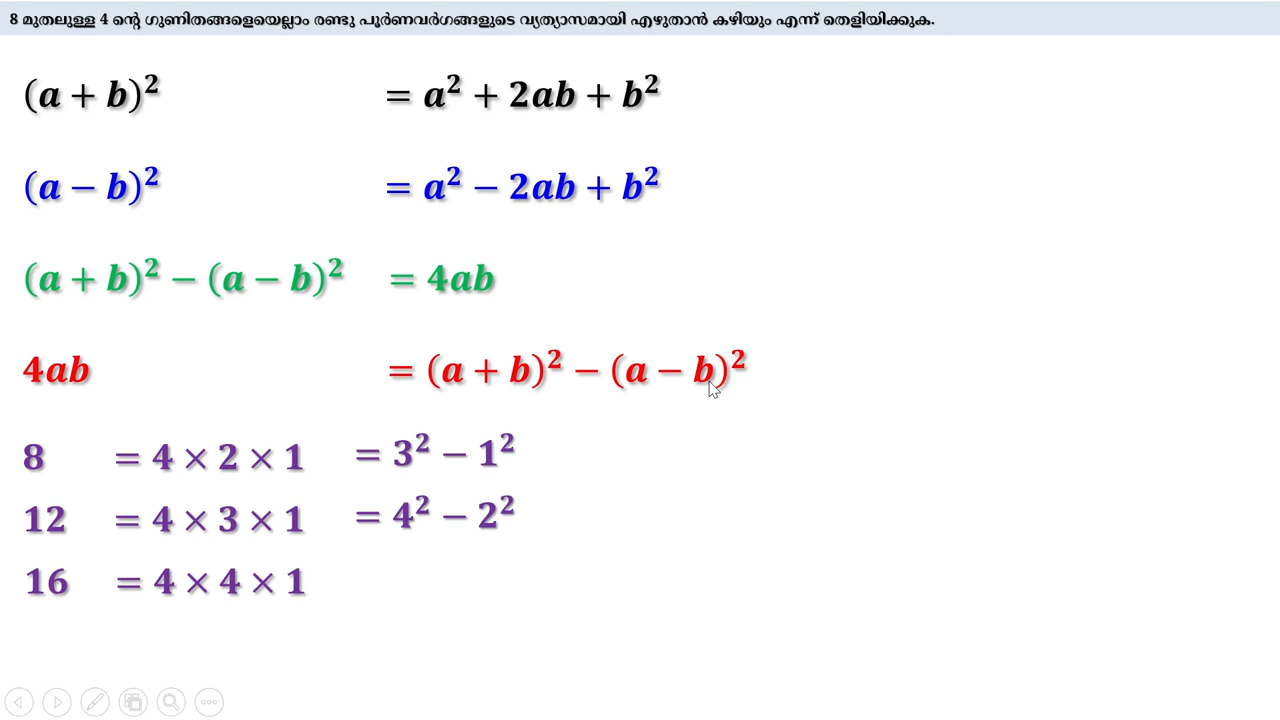 8 മുതലുള്ള 4 ന്റെ ഗുണിതങ്ങളെയെല്ലാം രണ്ടു പൂർണവർഗങ്ങളുടെ വ്യത്യാസമായി എഴുതാൻ കഴിയും എന്ന് തെളിയിക്കുക.
(a + b)² = a² + 2ab + b²
(a − b)² = a² − 2ab + b²
(a + b)² − (a − b)² = 4ab
4ab = (a + b)² − (a − b)²
8 = 4 × 2 × 1 = 3² − 1²
12 = 4 × 3 × 1 = 4² − 2²
16 = 4 × 4 × 1